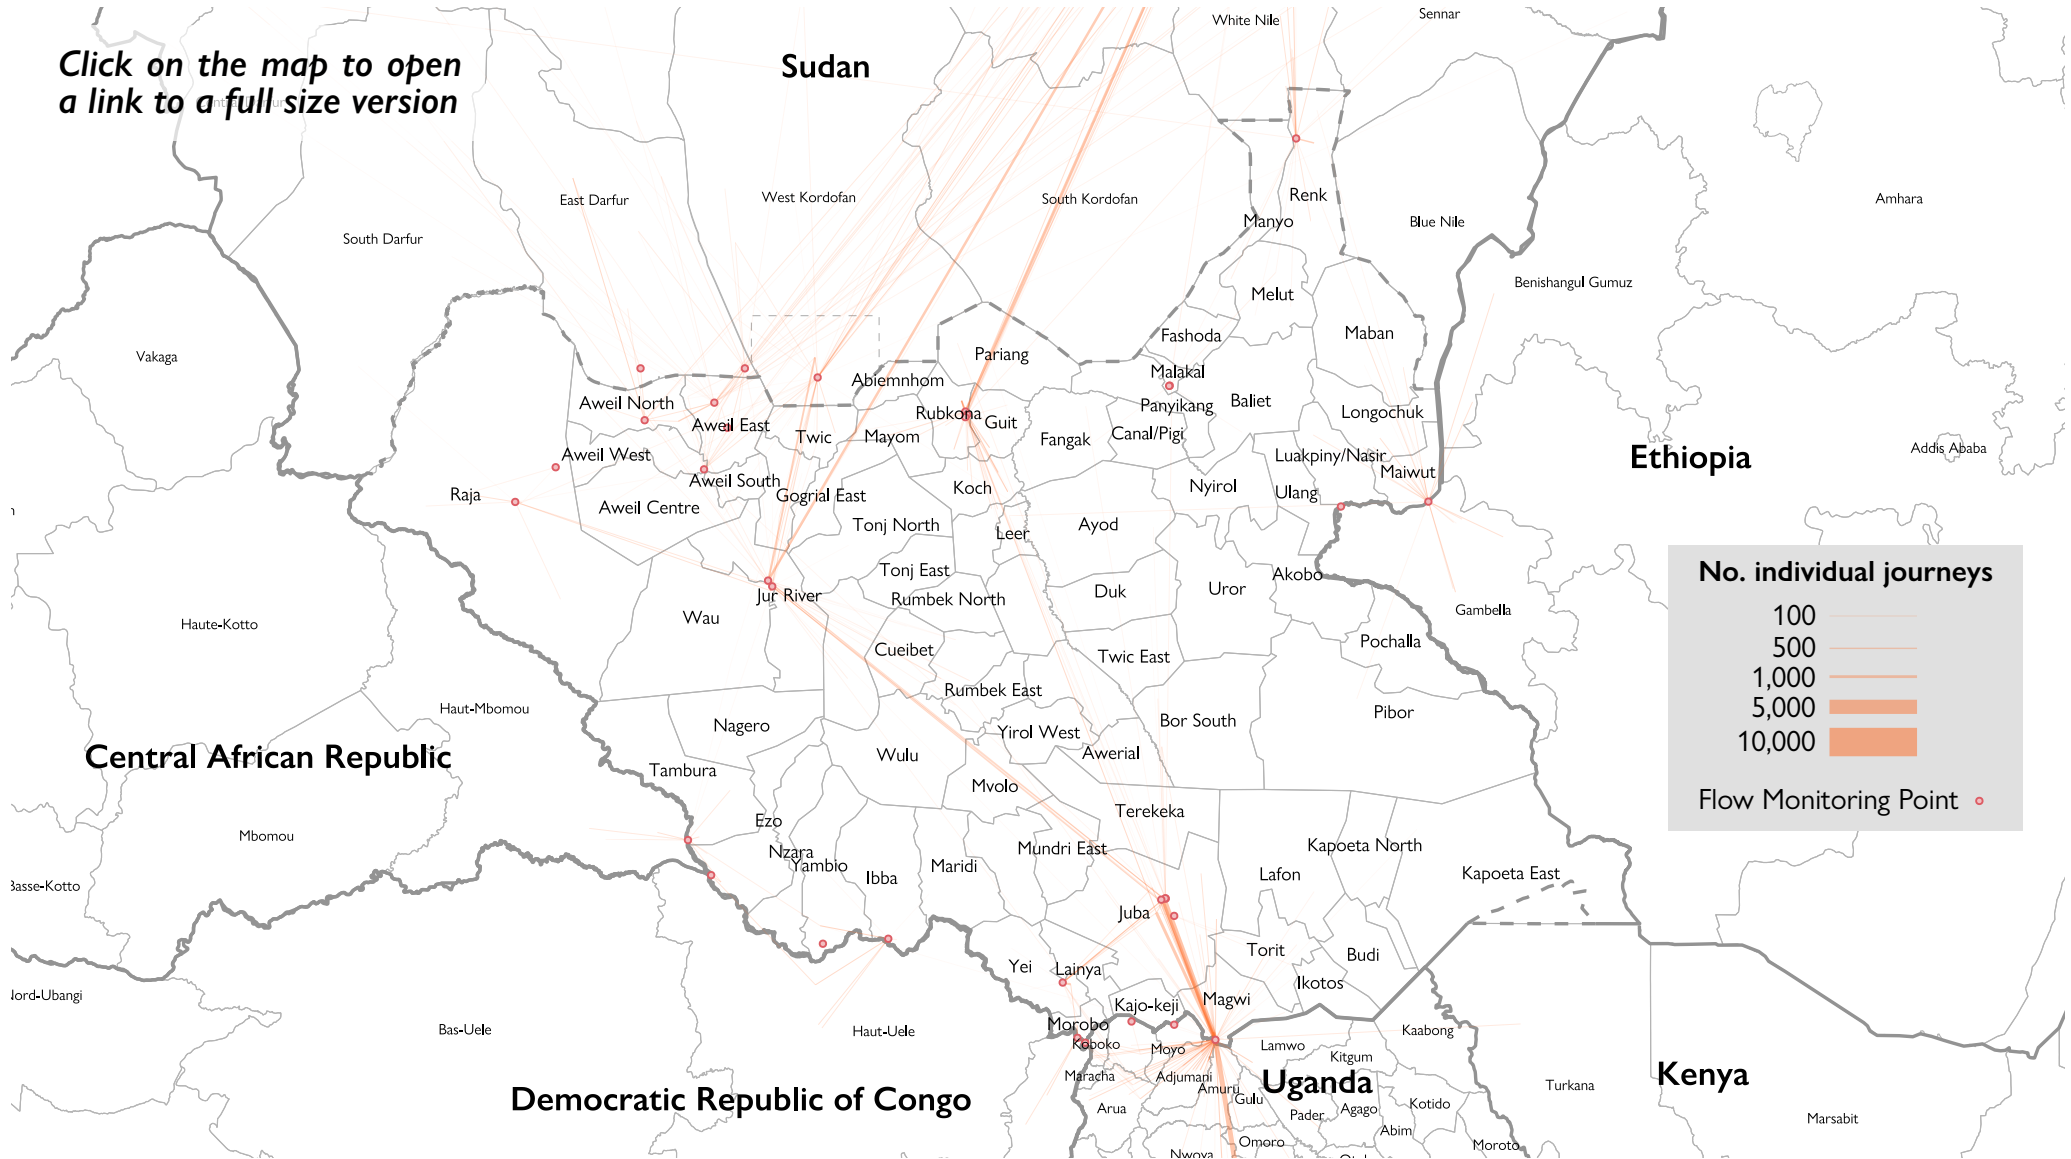 White Nile
Sennar
Click on the map to open
a link to a full size version
Sudan
East Darfur
West Kordofan
South Kordofan
Renk
Amhara
Manyo
Blue Nile
South Darfur
Benishangul Gumuz
Melut
Fashoda
Maban
Vakaga
Pariang
Malakal
Abiemnhom
Aweil North
Panyikang
Baliet
Longochuk
Rubkona
Guit
Aweil East
Twic
Mayom
Fangak
Canal/Pigi
Addis Ababa
Aweil West
Luakpiny/Nasir
Ethiopia
Maiwut
Raja
Aweil South
Gogrial East
Koch
Nyirol
Ulang
Aweil Centre
Tonj North
Leer
Ayod
Tonj East
Akobo
No. individual journeys
Jur River
Rumbek North
Duk
Uror
Gambella
100
Wau
Haute-Kotto
Pochalla
500
Cueibet
Twic East
1,000
Rumbek East
5,000
Haut-Mbomou
Nagero
Yirol West
Bor South
Pibor
10,000
Central African Republic
Wulu
Awerial
Tambura
Mvolo
Flow Monitoring Point
Terekeka
Ezo
Mbomou
Nzara
Mundri East
Kapoeta North
Yambio
Maridi
Ibba
Lafon
Kapoeta East
Basse-Kotto
Juba
Torit
Budi
Yei
Lainya
Ikotos
Nord-Ubangi
Kajo-keji
Magwi
Bas-Uele
Haut-Uele
Morobo
Kaabong
Koboko
Moyo
Lamwo
Kitgum
Maracha
Adjumani
Uganda
Kenya
Amuru
Turkana
Democratic Republic of Congo
Gulu
Arua
Pader
Agago
Kotido
Marsabit
Abim
Omoro
Moroto
Nwoya